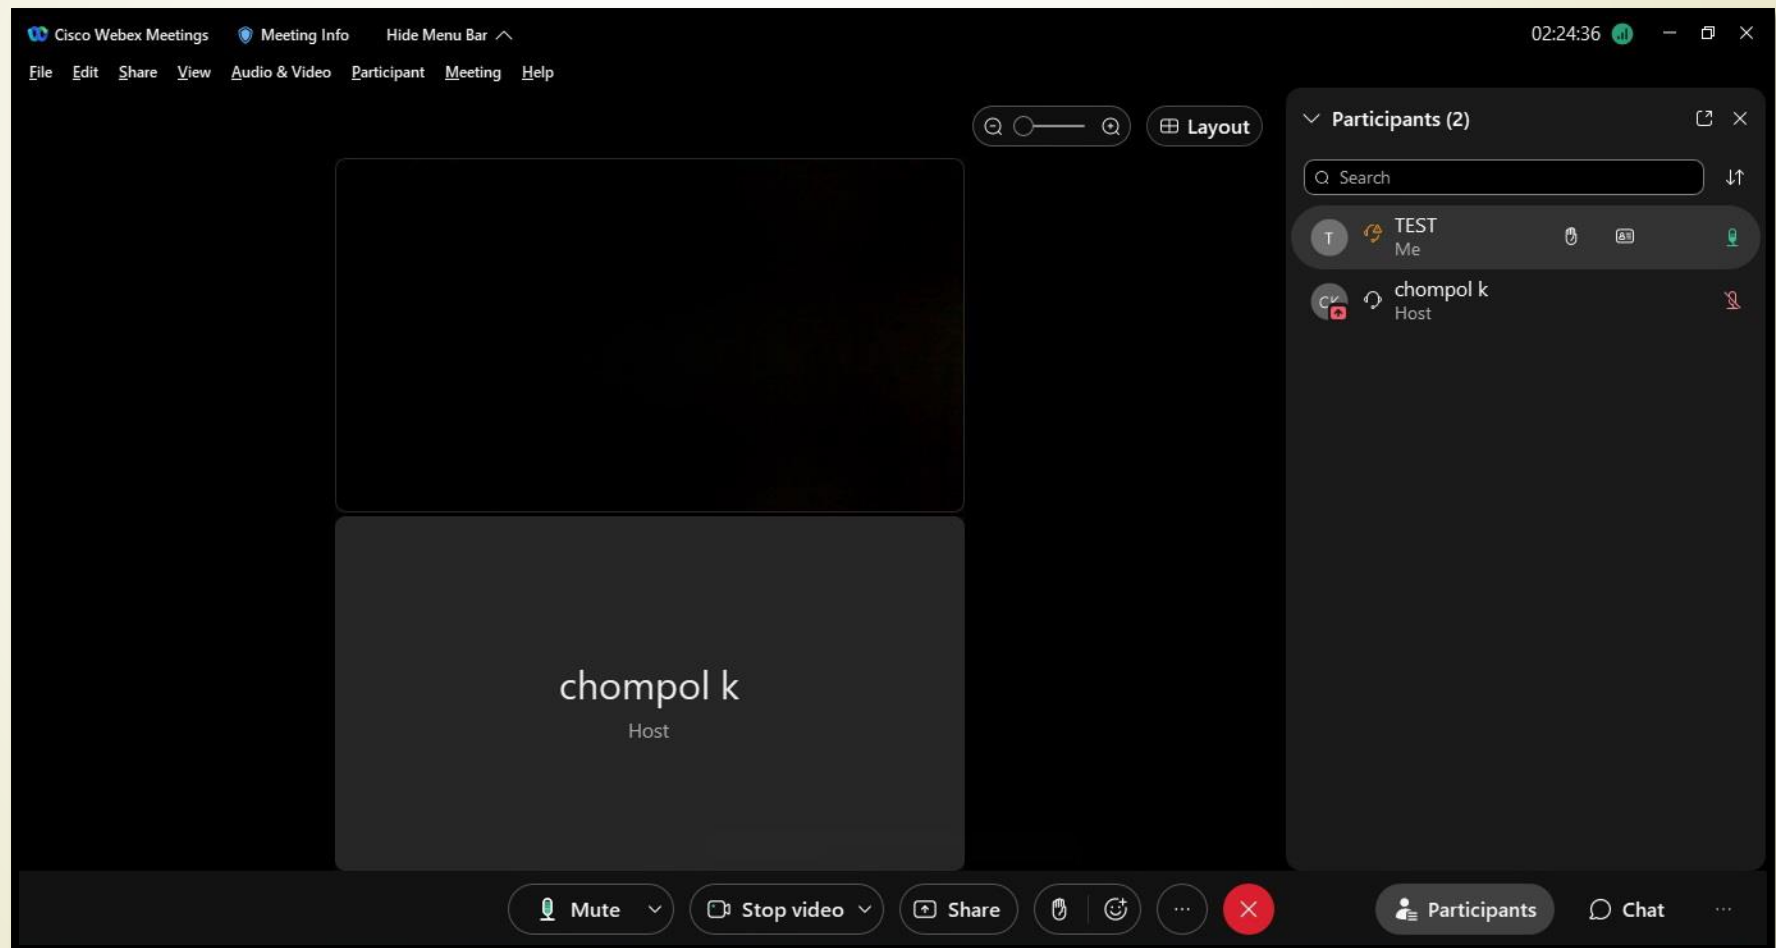 Cisco Webex Meetings Meeting Info Hide Menu Bar 02:24:36
File Edit Share View Audio & Video Participant Meeting Help
Layout
Participants (2)
Search
T TEST
Me
CK chompol k
Host
chompol k
Host
Mute Stop video Share Participants Chat